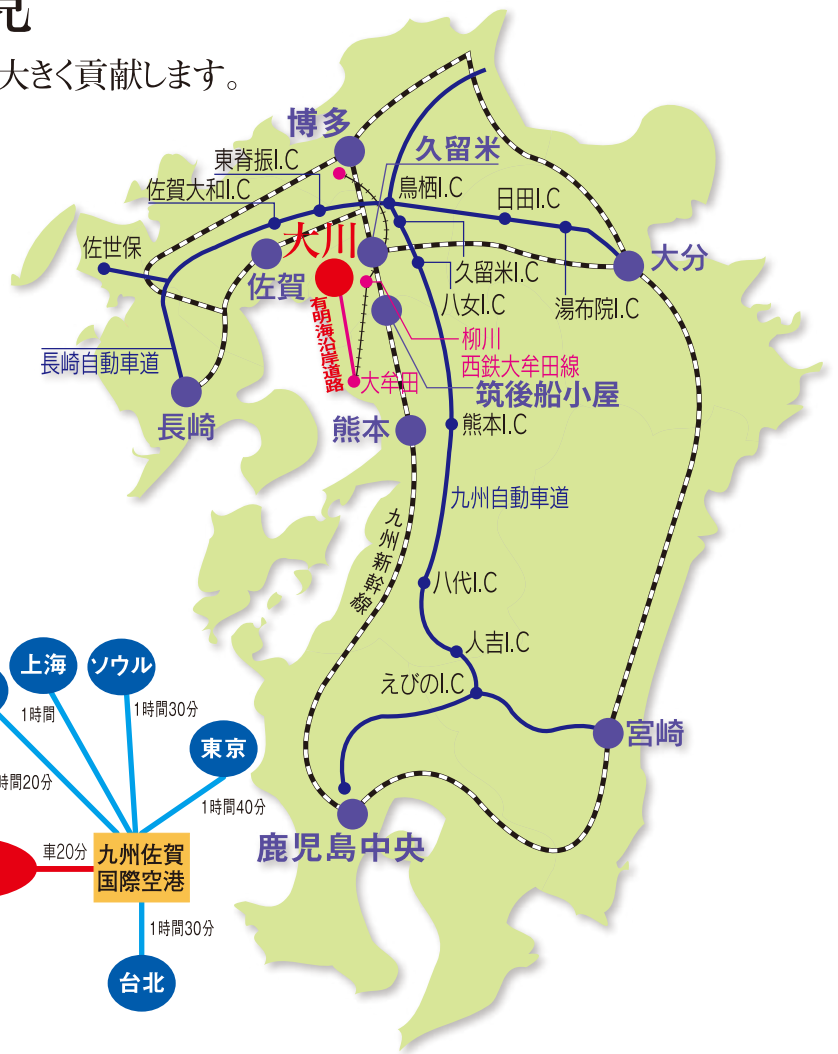 大きく貢献します。
博多
久留米
東脊振I.C
佐賀大和I.C
鳥栖I.C
日田I.C
佐世保
大川
佐賀
大分
久留米I.C
八女I.C
湯布院I.C
有明海沿岸道路
柳川
西鉄大牟田線
長崎自動車道
大牟田
筑後船小屋
長崎
熊本
熊本I.C
九州自動車道
九州新幹線
八代I.C
人吉I.C
えびのI.C
宮崎
鹿児島中央
上海
ソウル
1時間
1時間30分
東京
時間20分
1時間40分
車20分
九州佐賀
国際空港
1時間30分
台北